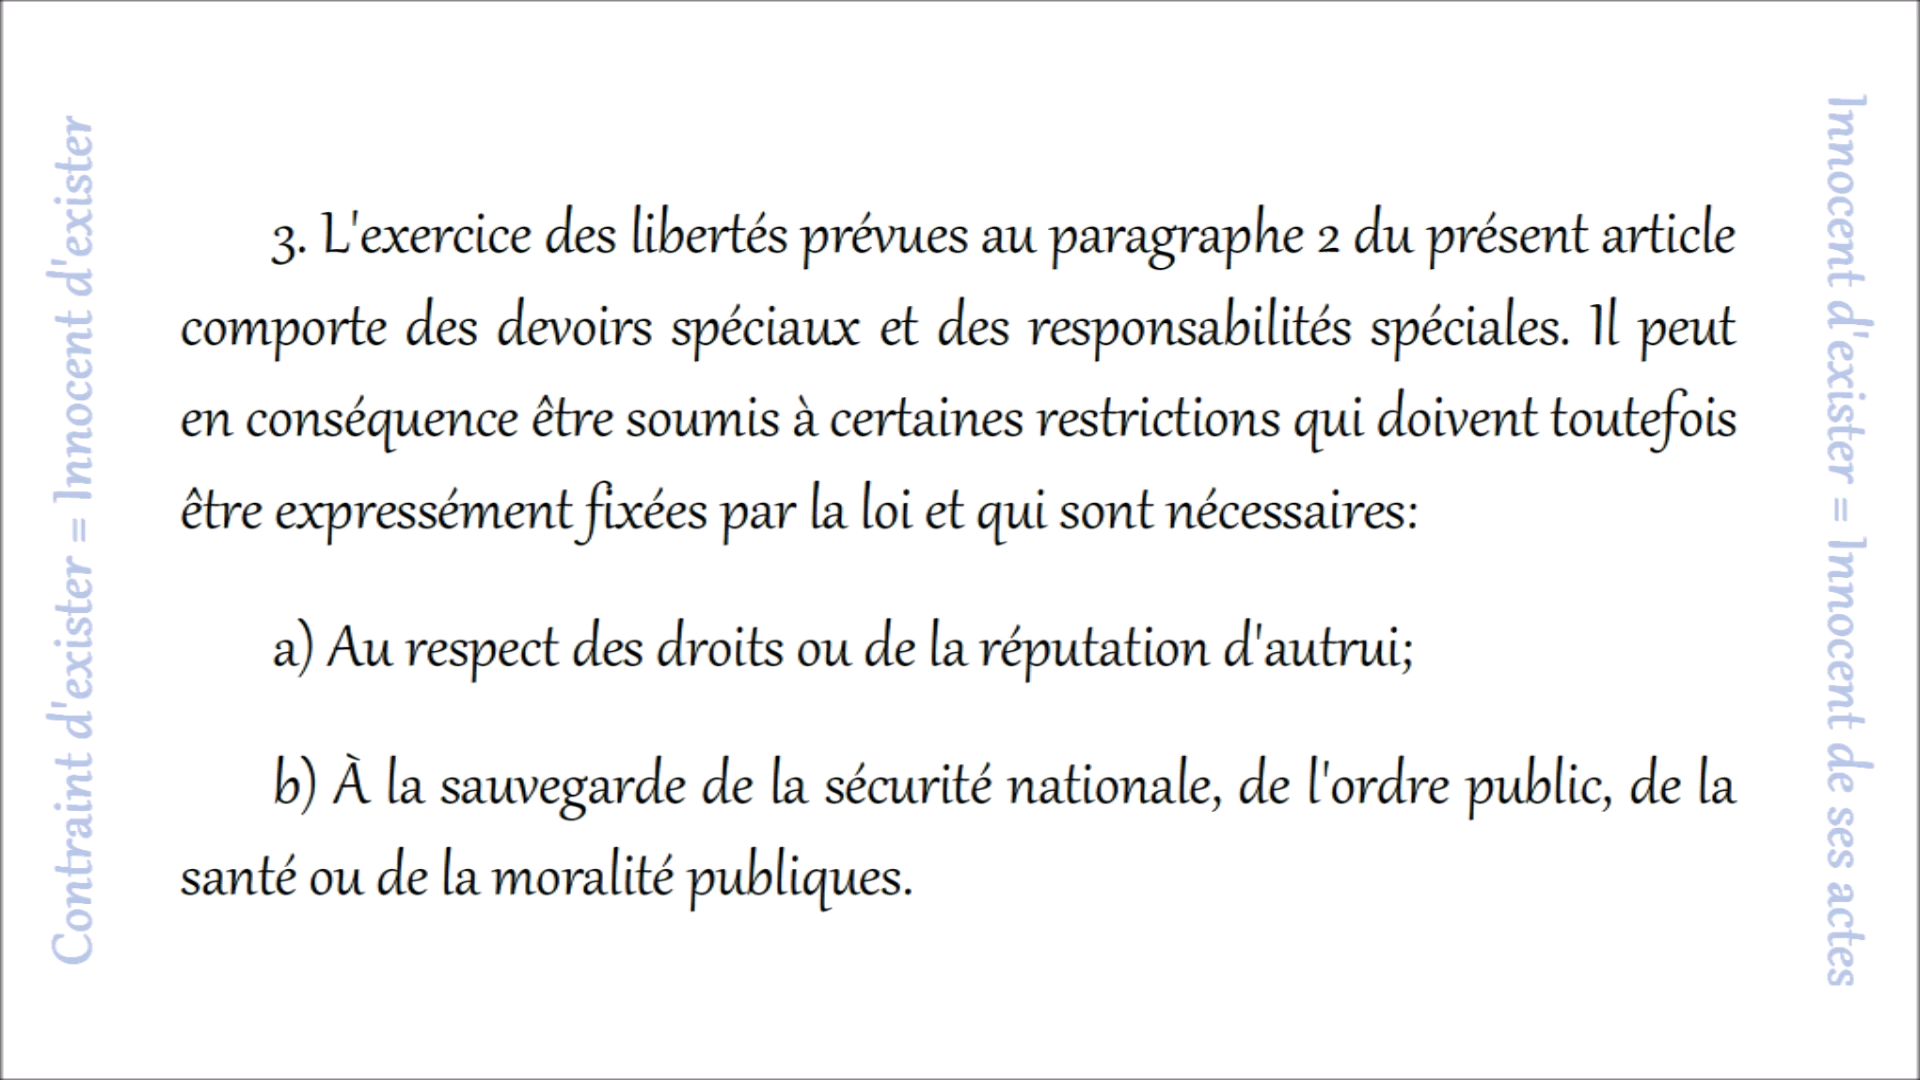 Contraint d'exister = Innocent d'exister
3. L'exercice des libertés prévues au paragraphe 2 du présent article
comporte des devoirs spéciaux et des responsabilités spéciales. Il peut
en conséquence être soumis à certaines restrictions qui doivent toutefois
être expressément fixées par la loi et qui sont nécessaires:
a) Au respect des droits ou de la réputation d'autrui;
b) À la sauvegarde de la sécurité nationale, de l'ordre public, de la
santé ou de la moralité publiques.
Innocent d'exister = Innocent de ses actes